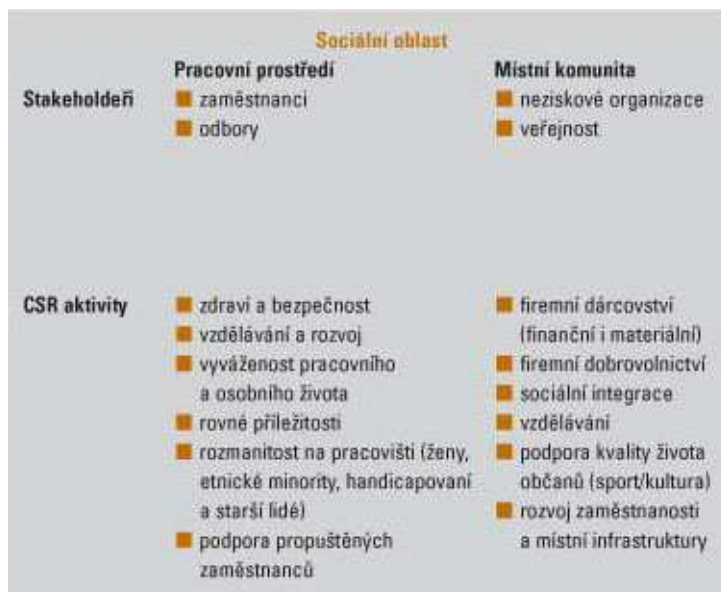 Sociální oblast
Pracovní prostředí
Místní komunita
Stakeholdeři
■ zaměstnanci
■ odbory
■ neziskové organizace
■ veřejnost
CSR aktivity
■ zdraví a bezpečnost
■ vzdělávání a rozvoj
■ vyváženost pracovního
a osobního života
■ rovné příležitosti
■ rozmanitost na pracovišti (ženy,
etnické minority, handicapovaní
a starší lidé)
■ podpora propuštěných
zaměstnanců
■ firemní dárcovství
(finanční i materiální)
■ firemní dobrovolnictví
■ sociální integrace
■ vzdělávání
■ podpora kvality života
občanů (sport/kultura)
■ rozvoj zaměstnanosti
a místní infrastruktury